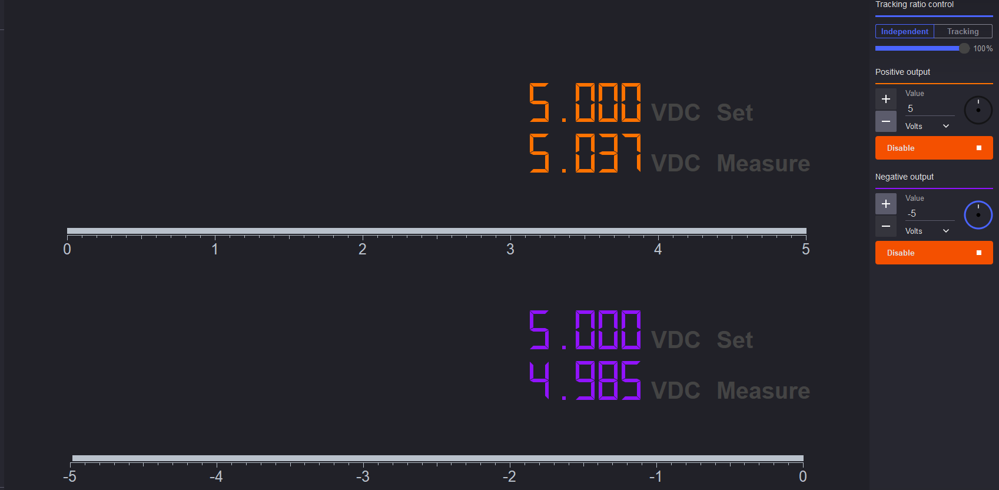 Tracking ratio control
Independent Tracking
100%
Positive output
Value
5
Volts
Disable
5.000 VDC Set
5.037 VDC Measure
0 1 2 3 4 5
Negative output
Value
-5
Volts
Disable
5.000 VDC Set
4.985 VDC Measure
-5 -4 -3 -2 -1 0